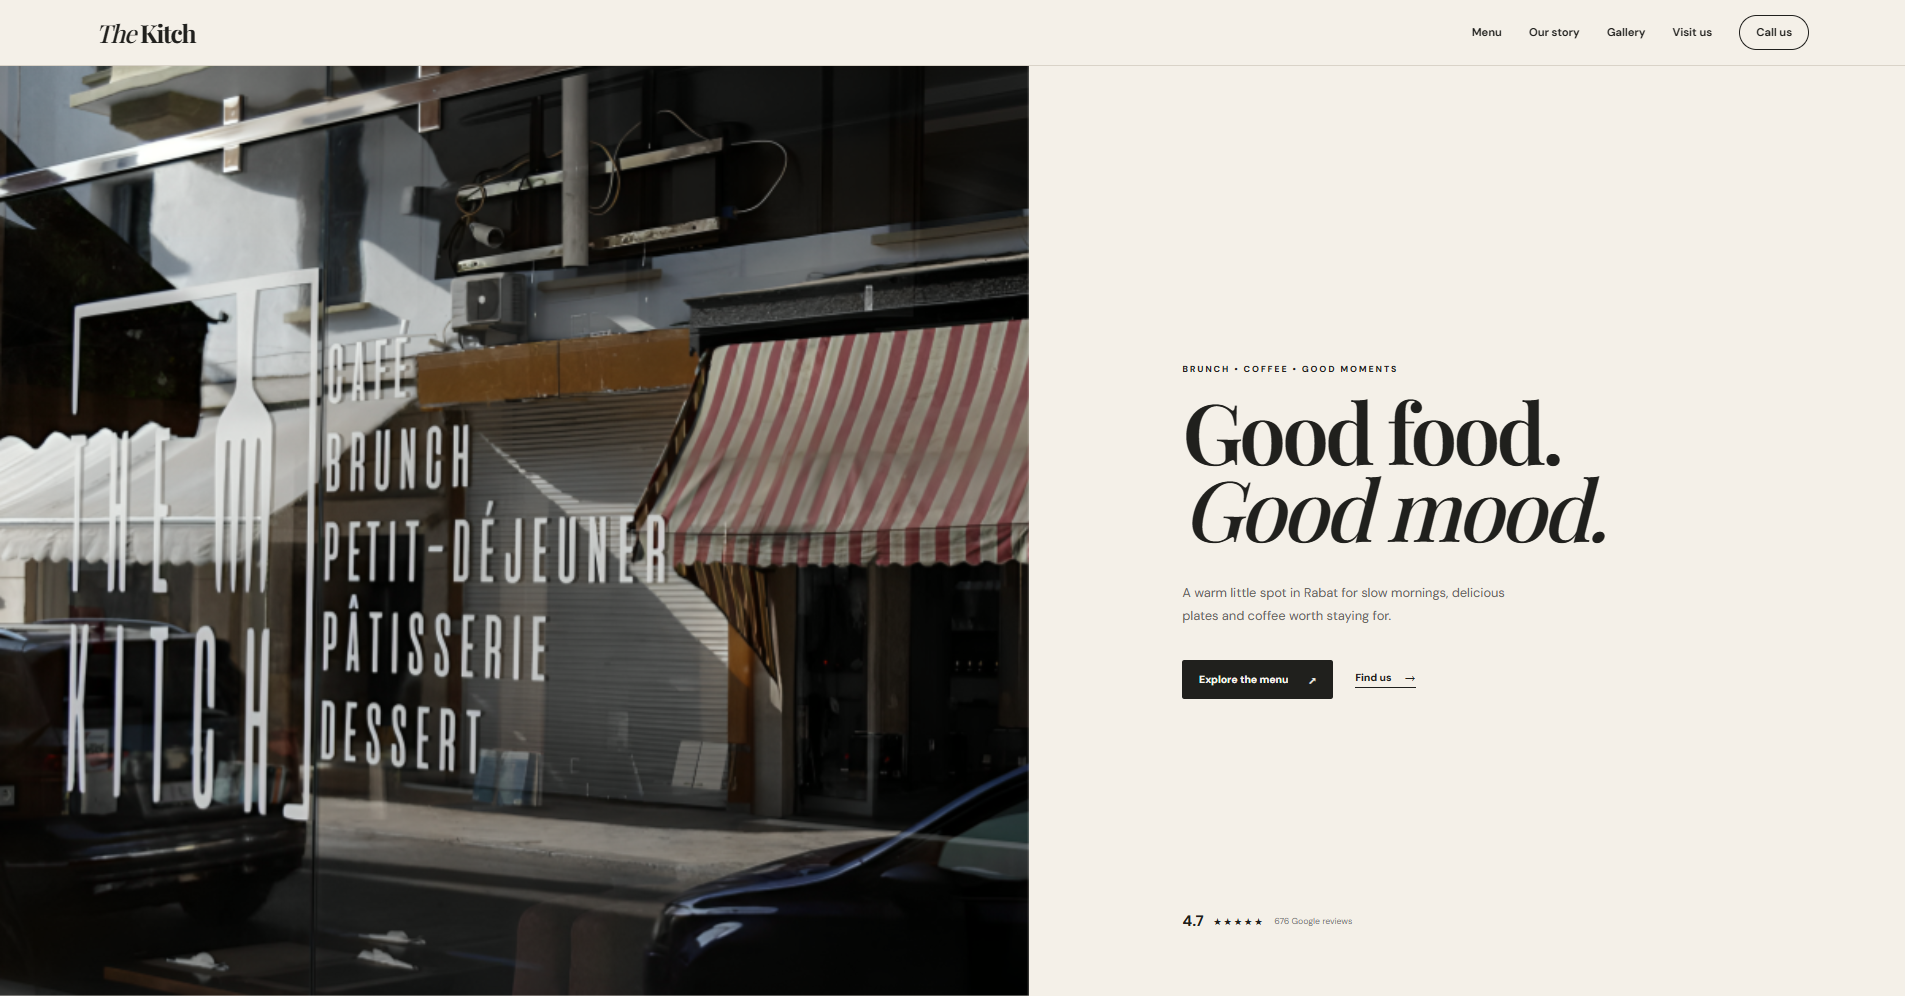 The Kitch
Menu
Our story
Gallery
Visit us
Call us
THE
KITCH
CAFÉ
BRUNCH
PETIT-DÉJEUNER
PÂTISSERIE
DESSERT
BRUNCH • COFFEE • GOOD MOMENTS
Good food.
Good mood.
A warm little spot in Rabat for slow mornings, delicious
plates and coffee worth staying for.
Explore the menu ↗
Find us →
4.7 ★★★★★ 676 Google reviews